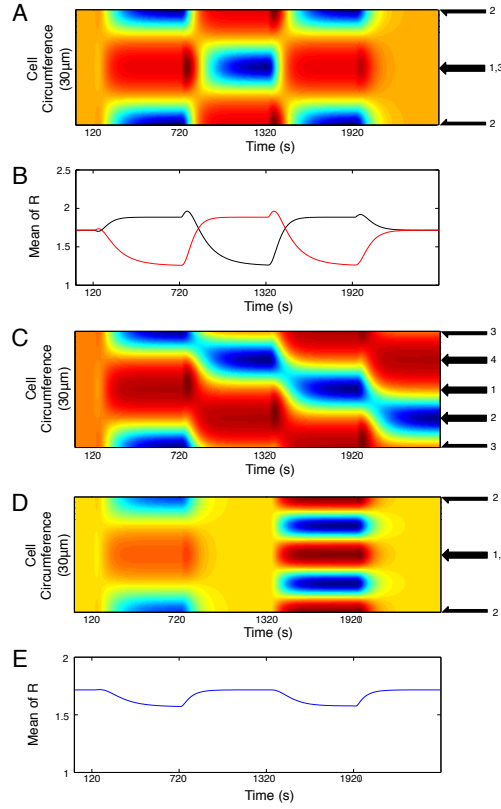 A
Cell
Circumference
(30μm)
2
1,3
2
120 720 1320 1920
Time (s)
B
Mean of R
2.5
2
1.5
1
120 720 1320 1920
Time (s)
C
Cell
Circumference
(30μm)
3
4
1
2
3
120 720 1320 1920
Time (s)
D
Cell
Circumference
(30μm)
2
1,
2
120 720 1320 1920
Time (s)
E
Mean of R
2
1.5
1
120 720 1320 1920
Time (s)